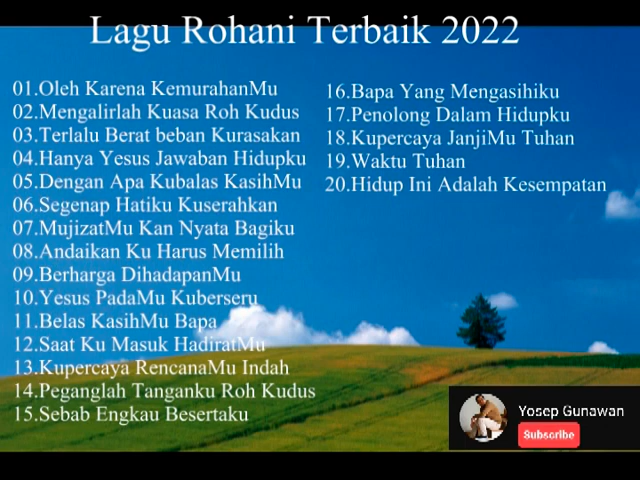 Lagu Rohani Terbaik 2022
01.Oleh Karena KemurahanMu
02.Mengalirlah Kuasa Roh Kudus
03.Terlalu Berat beban Kurasakan
04.Hanya Yesus Jawaban Hidupku
05.Dengan Apa Kubalas KasihMu
06.Segenap Hatiku Kuserahkan
07.MujizatMu Kan Nyata Bagiku
08.Andaikan Ku Harus Memilih
09.Berharga DihadapanMu
10.Yesus PadaMu Kuberseru
11.Belas KasihMu Bapa
12.Saat Ku Masuk HadiratMu
13.Kupercaya RencanaMu Indah
14.Peganglah Tanganku Roh Kudus
15.Sebab Engkau Besertaku
16.Bapa Yang Mengasihiku
17.Penolong Dalam Hidupku
18.Kupercaya JanjiMu Tuhan
19.Waktu Tuhan
20.Hidup Ini Adalah Kesempatan
Yosep Gunawan
Subscribe